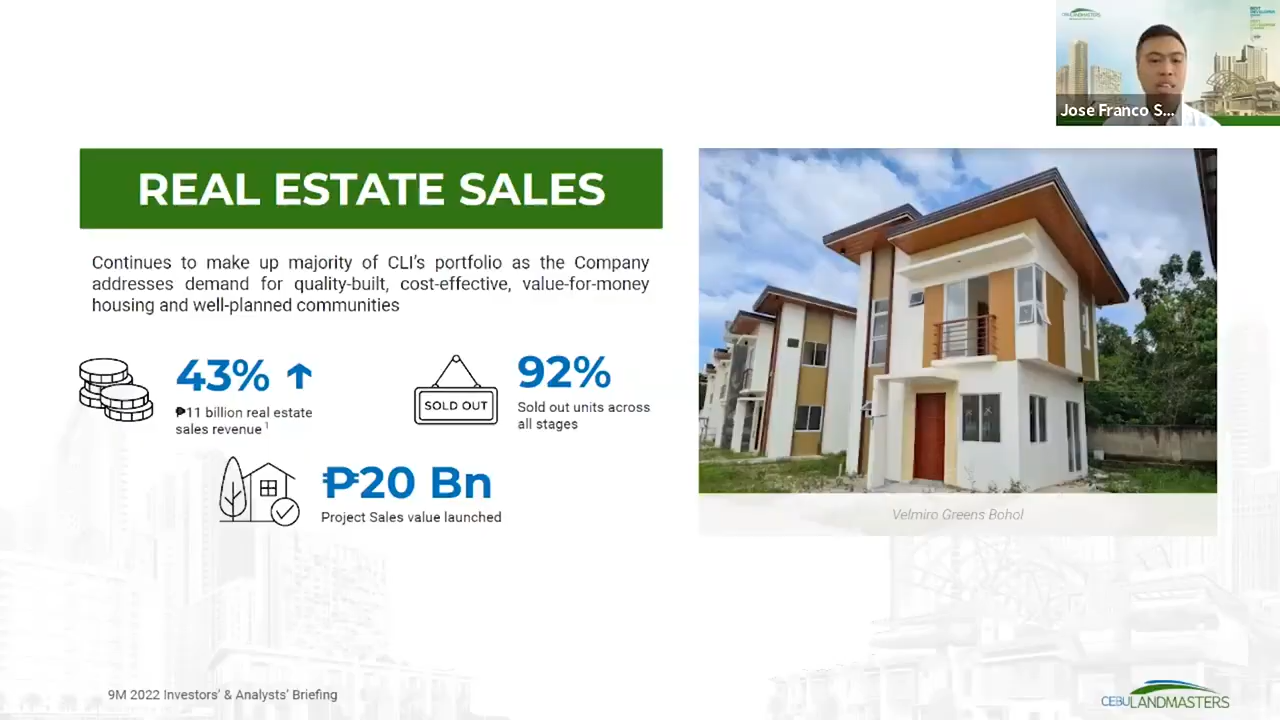 CEBULANDMASTERS
Jose Franco S...
REAL ESTATE SALES
Continues to make up majority of CLI's portfolio as the Company
addresses demand for quality-built, cost-effective, value-for-money
housing and well-planned communities
43%
₱11 billion real estate
sales revenue 1
SOLD OUT
92%
Sold out units across
all stages
₱20 Bn
Project Sales value launched
Velmiro Greens Bohol
9M 2022 Investors' & Analysts' Briefing
CEBULANDMASTERS